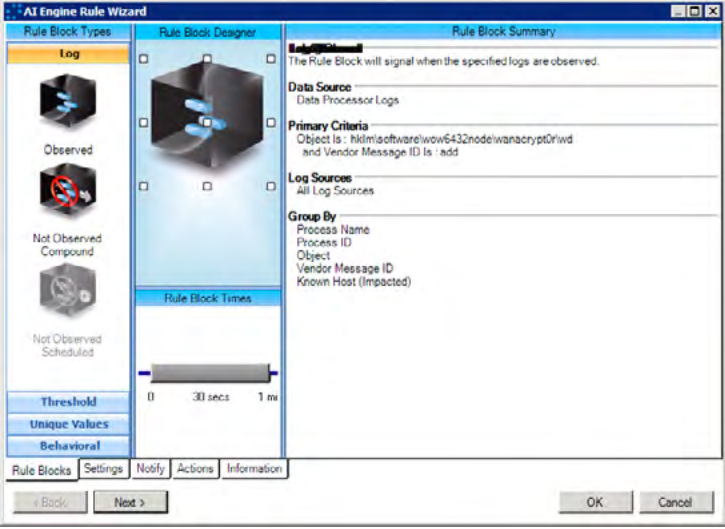 AI Engine Rule Wizard
Rule Block Types
Log
Observed
Not Observed
Compound
Not Observed
Scheduled
Threshold
Unique Values
Behavioral
Rule Block Designer
Rule Block Times
0 30 secs 1 mi
Rule Block Summary
The Rule Block will signal when the specified logs are observed.
Data Source
Data Processor Logs
Primary Criteria
Object Is : hklm\software\wow6432node\wanacrypt0r\wd
and Vendor Message ID Is : add
Log Sources
All Log Sources
Group By
Process Name
Process ID
Object
Vendor Message ID
Known Host (Impacted)
Rule Blocks Settings Notify Actions Information
< Back Next > OK Cancel